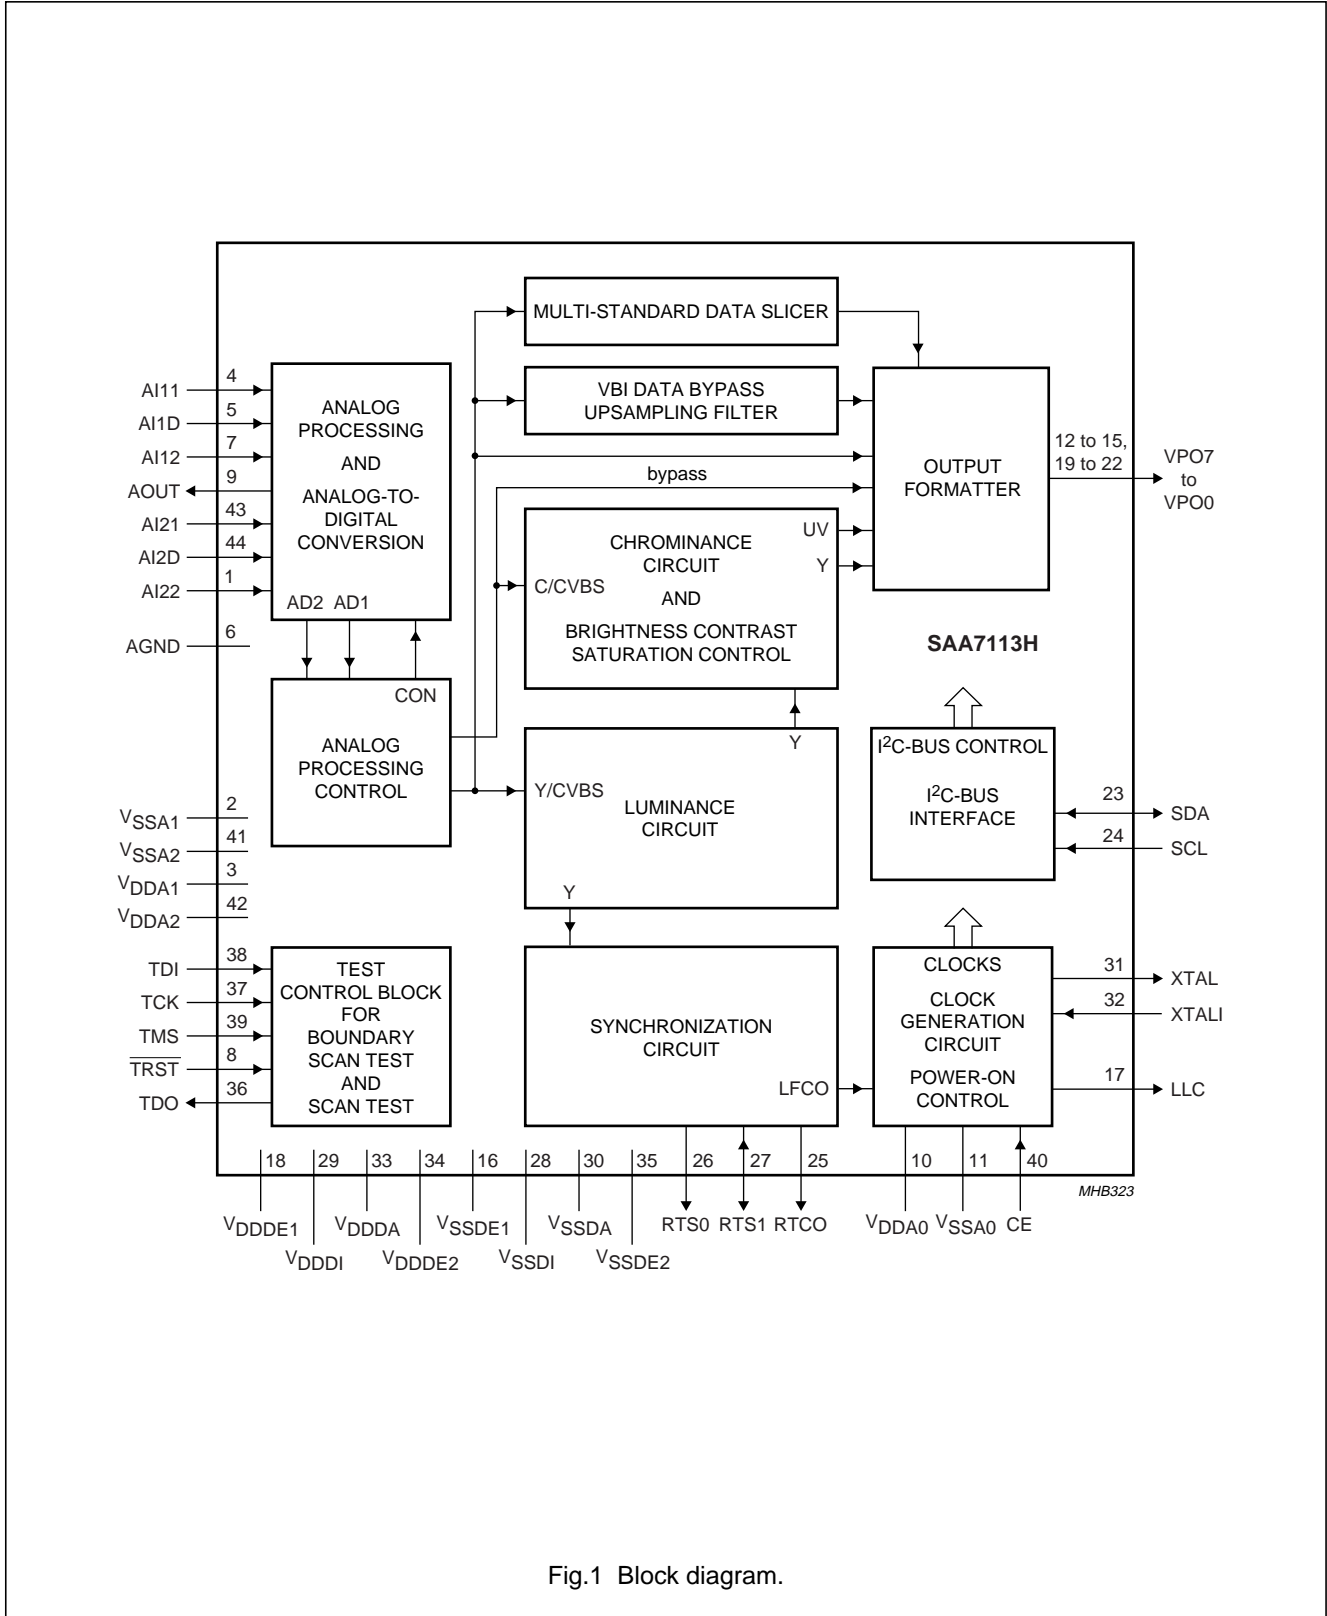 MULTI-STANDARD DATA SLICER
VBI DATA BYPASS
UPSAMPLING FILTER
AI11
4
AI1D
5
AI12
7
AOUT
9
AI21
43
AI2D
44
AI22
1
AGND
6
ANALOG
PROCESSING
AND
ANALOG-TO-
DIGITAL
CONVERSION
AD2 AD1
bypass
OUTPUT
FORMATTER
12 to 15,
19 to 22
VPO7
to
VPO0
CHROMINANCE
CIRCUIT
AND
BRIGHTNESS CONTRAST
SATURATION CONTROL
UV
Y
C/CVBS
SAA7113H
CON
ANALOG
PROCESSING
CONTROL
Y
Y/CVBS
LUMINANCE
CIRCUIT
Y
I2C-BUS CONTROL
I2C-BUS
INTERFACE
23
SDA
24
SCL
VSSA1
2
VSSA2
41
VDDA1
3
VDDA2
42
TDI
38
TCK
37
TMS
39
TRST
8
TDO
36
TEST
CONTROL BLOCK
FOR
BOUNDARY
SCAN TEST
AND
SCAN TEST
SYNCHRONIZATION
CIRCUIT
LFCO
CLOCKS
CLOCK
GENERATION
CIRCUIT
POWER-ON
CONTROL
31
XTAL
32
XTALI
17
LLC
18 29 33 34 16 28 30 35 26 27 25 10 11 40
MHB323
VDDDE1 VDDDA VSSDE1 VSSDA RTS0 RTS1 RTCO VDDA0 VSSA0 CE
VDDDI VDDDE2 VSSDI VSSDE2
Fig.1 Block diagram.